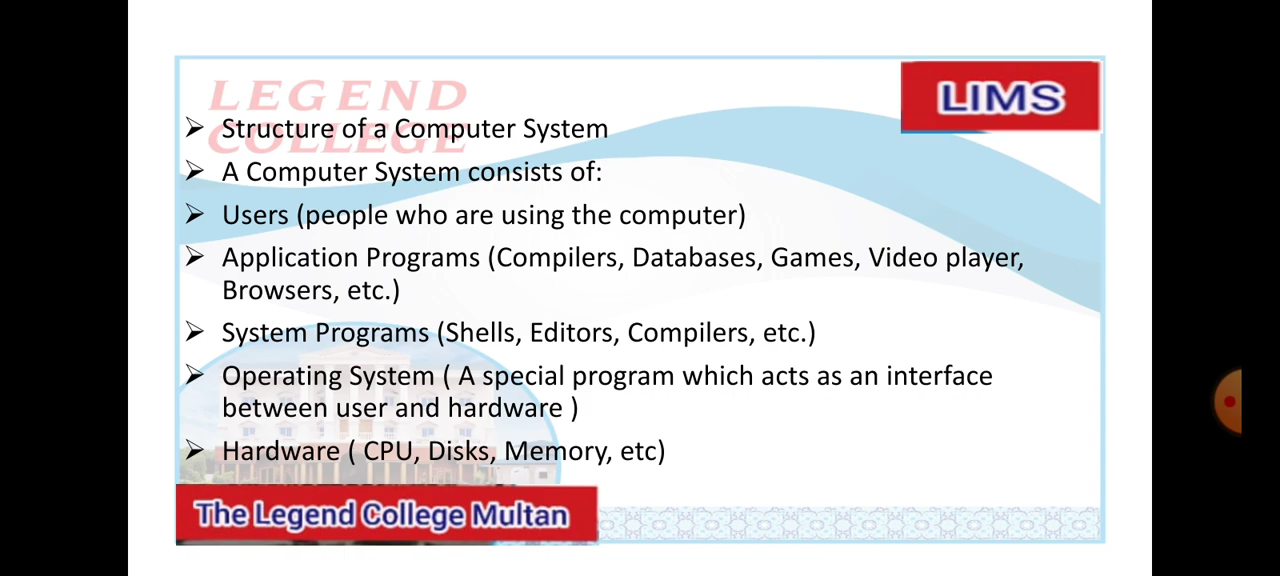 LEGEND
COLLEGE
LIMS
➢ Structure of a Computer System
➢ A Computer System consists of:
➢ Users (people who are using the computer)
➢ Application Programs (Compilers, Databases, Games, Video player,
Browsers, etc.)
➢ System Programs (Shells, Editors, Compilers, etc.)
➢ Operating System ( A special program which acts as an interface
between user and hardware )
➢ Hardware ( CPU, Disks, Memory, etc)
The Legend College Multan